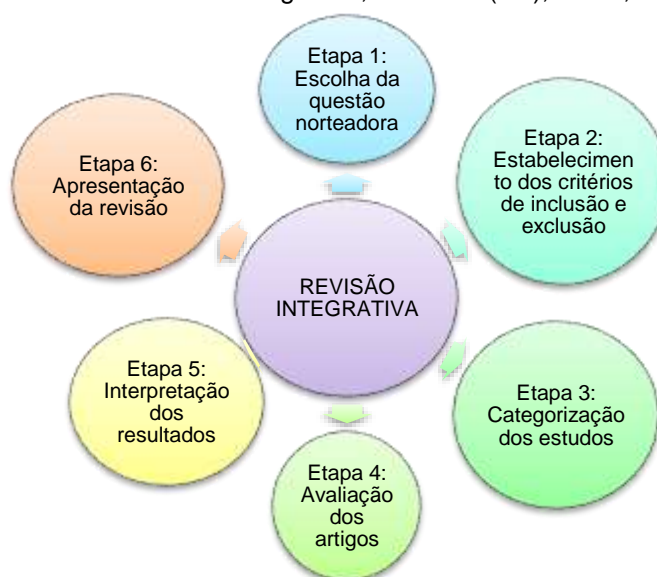 Etapa 1:
Escolha da
questão
norteadora
Etapa 2:
Estabelecimen
to dos critérios
de inclusão e
exclusão
Etapa 3:
Categorização
dos estudos
Etapa 4:
Avaliação
dos
artigos
Etapa 5:
Interpretação
dos
resultados
Etapa 6:
Apresentação
da revisão
REVISÃO
INTEGRATIVA